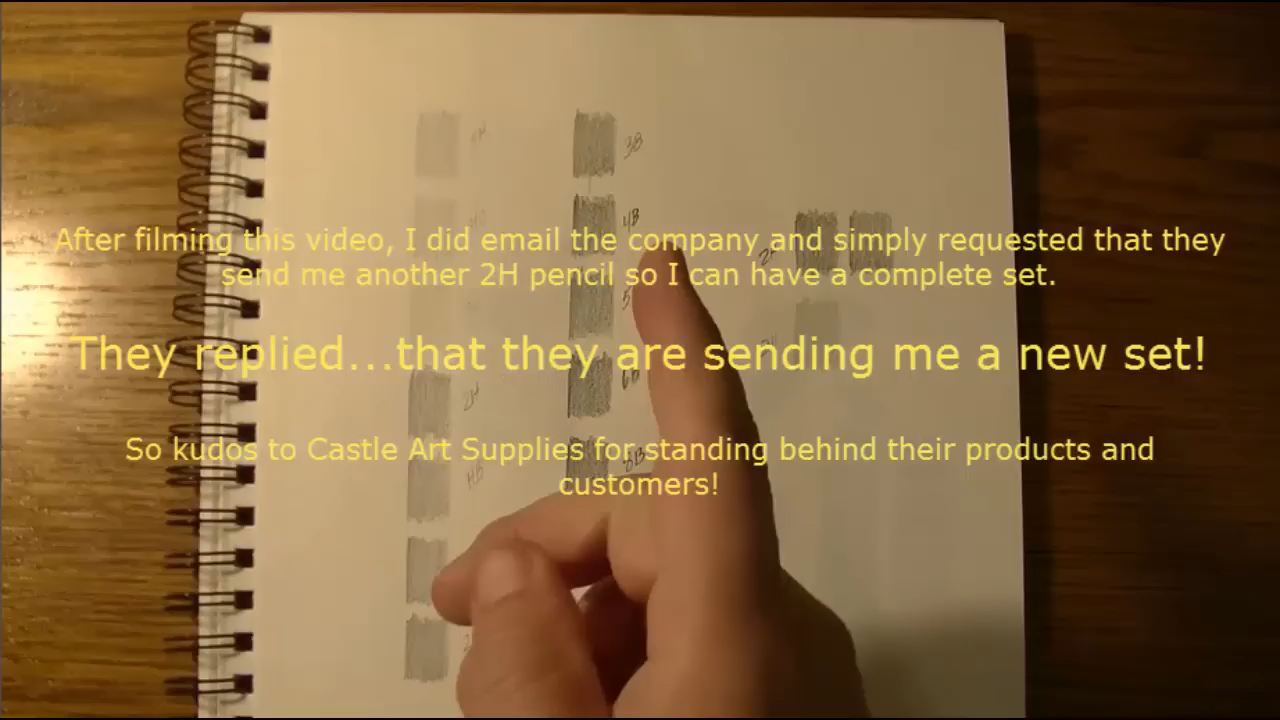 After filming this video, I did email the company and simply requested that they
send me another 2H pencil so I can have a complete set.
They replied...that they are sending me a new set!
So kudos to Castle Art Supplies for standing behind their products and
customers!
3B
4B
6B
8B
2H
HB